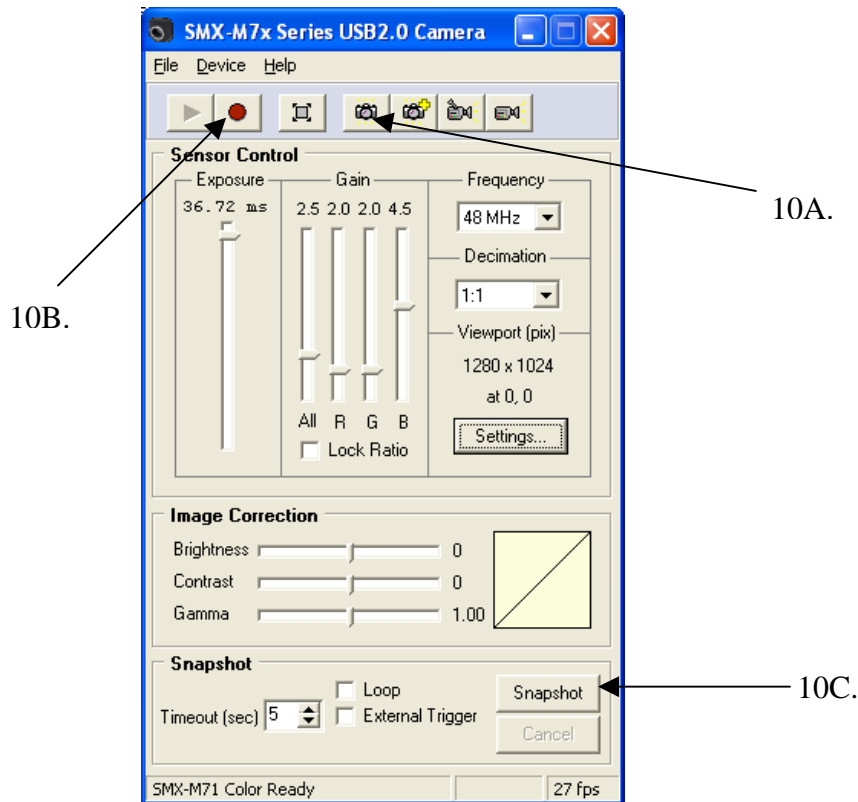 SMX-M7x Series USB2.0 Camera
File Device Help
Sensor Control
Exposure
36.72 ms
Gain
2.5 2.0 2.0 4.5
All R G B
Lock Ratio
Frequency
48 MHz
Decimation
1:1
Viewport (pix)
1280 x 1024
at 0, 0
Settings...
10A.
10B.
Image Correction
Brightness 0
Contrast 0
Gamma 1.00
Snapshot
Timeout (sec) 5
Loop
External Trigger
Snapshot
Cancel
10C.
SMX-M71 Color Ready
27 fps